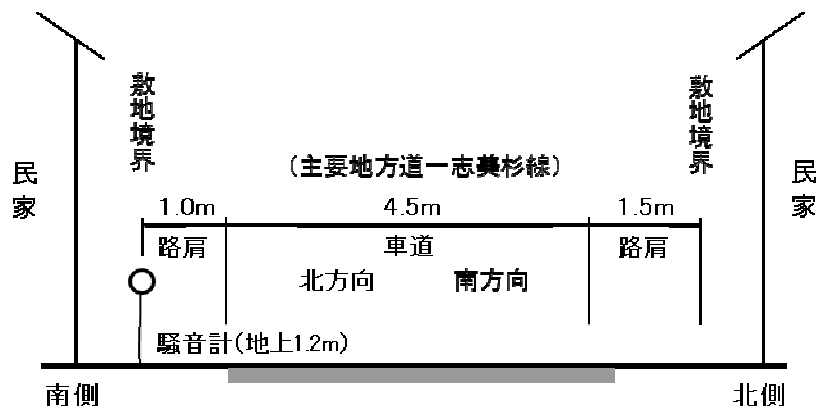 敷地境界
敷地境界
民家
民家
(主要地方道一志美杉線)
1.0m 4.5m 1.5m
路肩 車道 路肩
北方向 南方向
騒音計(地上1.2m)
南側 北側